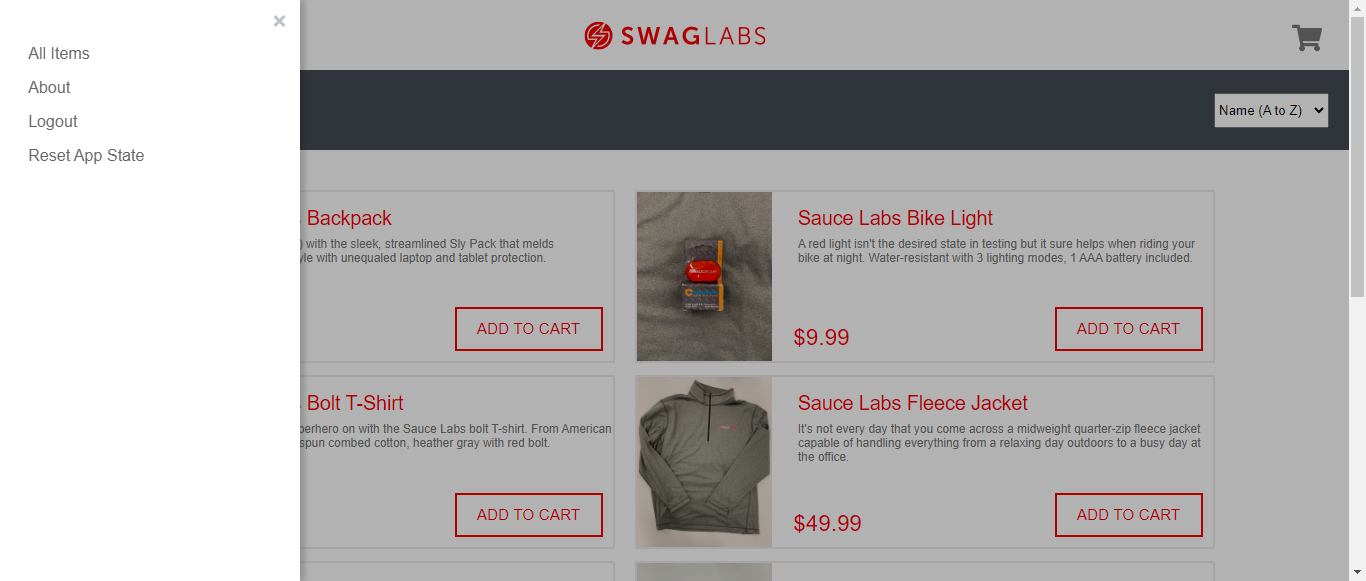 ×
All Items
About
Logout
Reset App State
SWAGLABS
Name (A to Z)
Backpack
) with the sleek, streamlined Sly Pack that melds
yle with unequaled laptop and tablet protection.
ADD TO CART
Sauce Labs Bike Light
A red light isn't the desired state in testing but it sure helps when riding your
bike at night. Water-resistant with 3 lighting modes, 1 AAA battery included.
$9.99
ADD TO CART
Bolt T-Shirt
perhero on with the Sauce Labs bolt T-shirt. From American
spun combed cotton, heather gray with red bolt.
ADD TO CART
Sauce Labs Fleece Jacket
It's not every day that you come across a midweight quarter-zip fleece jacket
capable of handling everything from a relaxing day outdoors to a busy day at
the office.
$49.99
ADD TO CART